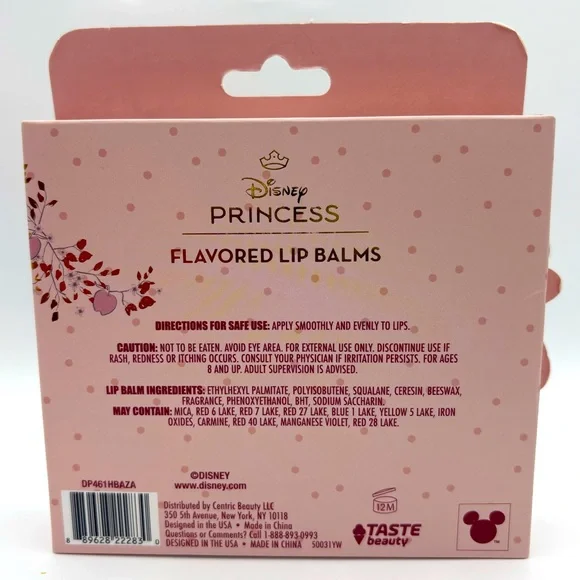 Disney
PRINCESS
FLAVORED LIP BALMS
DIRECTIONS FOR SAFE USE: APPLY SMOOTHLY AND EVENLY TO LIPS.
CAUTION: NOT TO BE EATEN. AVOID EYE AREA. FOR EXTERNAL USE ONLY. DISCONTINUE USE IF
RASH, REDNESS OR ITCHING OCCURS. CONSULT YOUR PHYSICIAN IF IRRITATION PERSISTS. FOR AGES
8 AND UP. ADULT SUPERVISION IS ADVISED.
LIP BALM INGREDIENTS: ETHYLHEXYL PALMITATE, POLYISOBUTENE, SQUALANE, CERESIN, BEESWAX,
FRAGRANCE, PHENOXYETHANOL, BHT, SODIUM SACCHARIN.
MAY CONTAIN: MICA, RED 6 LAKE, RED 7 LAKE, RED 27 LAKE, BLUE 1 LAKE, YELLOW 5 LAKE, IRON
OXIDES, CARMINE, RED 40 LAKE, MANGANESE VIOLET, RED 28 LAKE.
©DISNEY
www.disney.com
DP461HBAZA
8 89628 22283 0
Distributed by Centric Beauty LLC
350 5th Avenue, New York, NY 10118
Designed in the USA • Made in China
Questions or Comments? Call 1-888-893-0993
DESIGNED IN THE USA • MADE IN CHINA 50031YW
12M
TASTE
beauty™
™